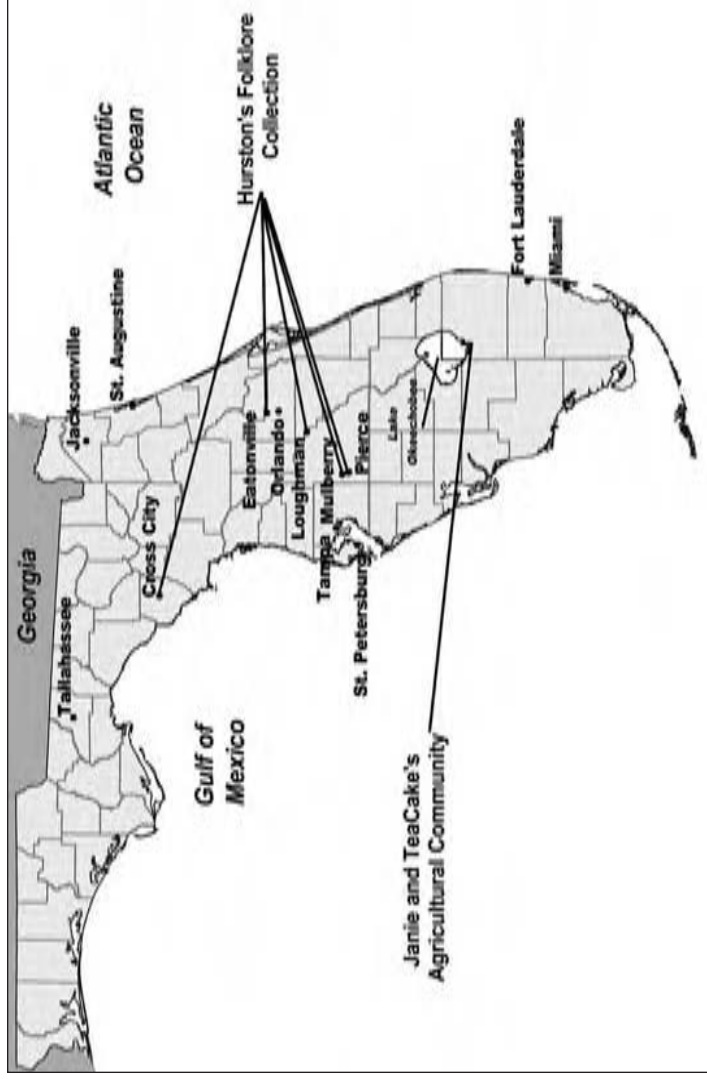 Georgia
Tallahassee
Jacksonville
St. Augustine
Atlantic
Ocean
Cross City
Gulf of
Mexico
Eatonville
Orlando
Loughman
Hurston's Folklore
Collection
Tampa
Mulberry
St. Petersburg
Pierce
Lake
Okeechobee
Janie and TeaCake's
Agricultural Community
Fort Lauderdale
Miami